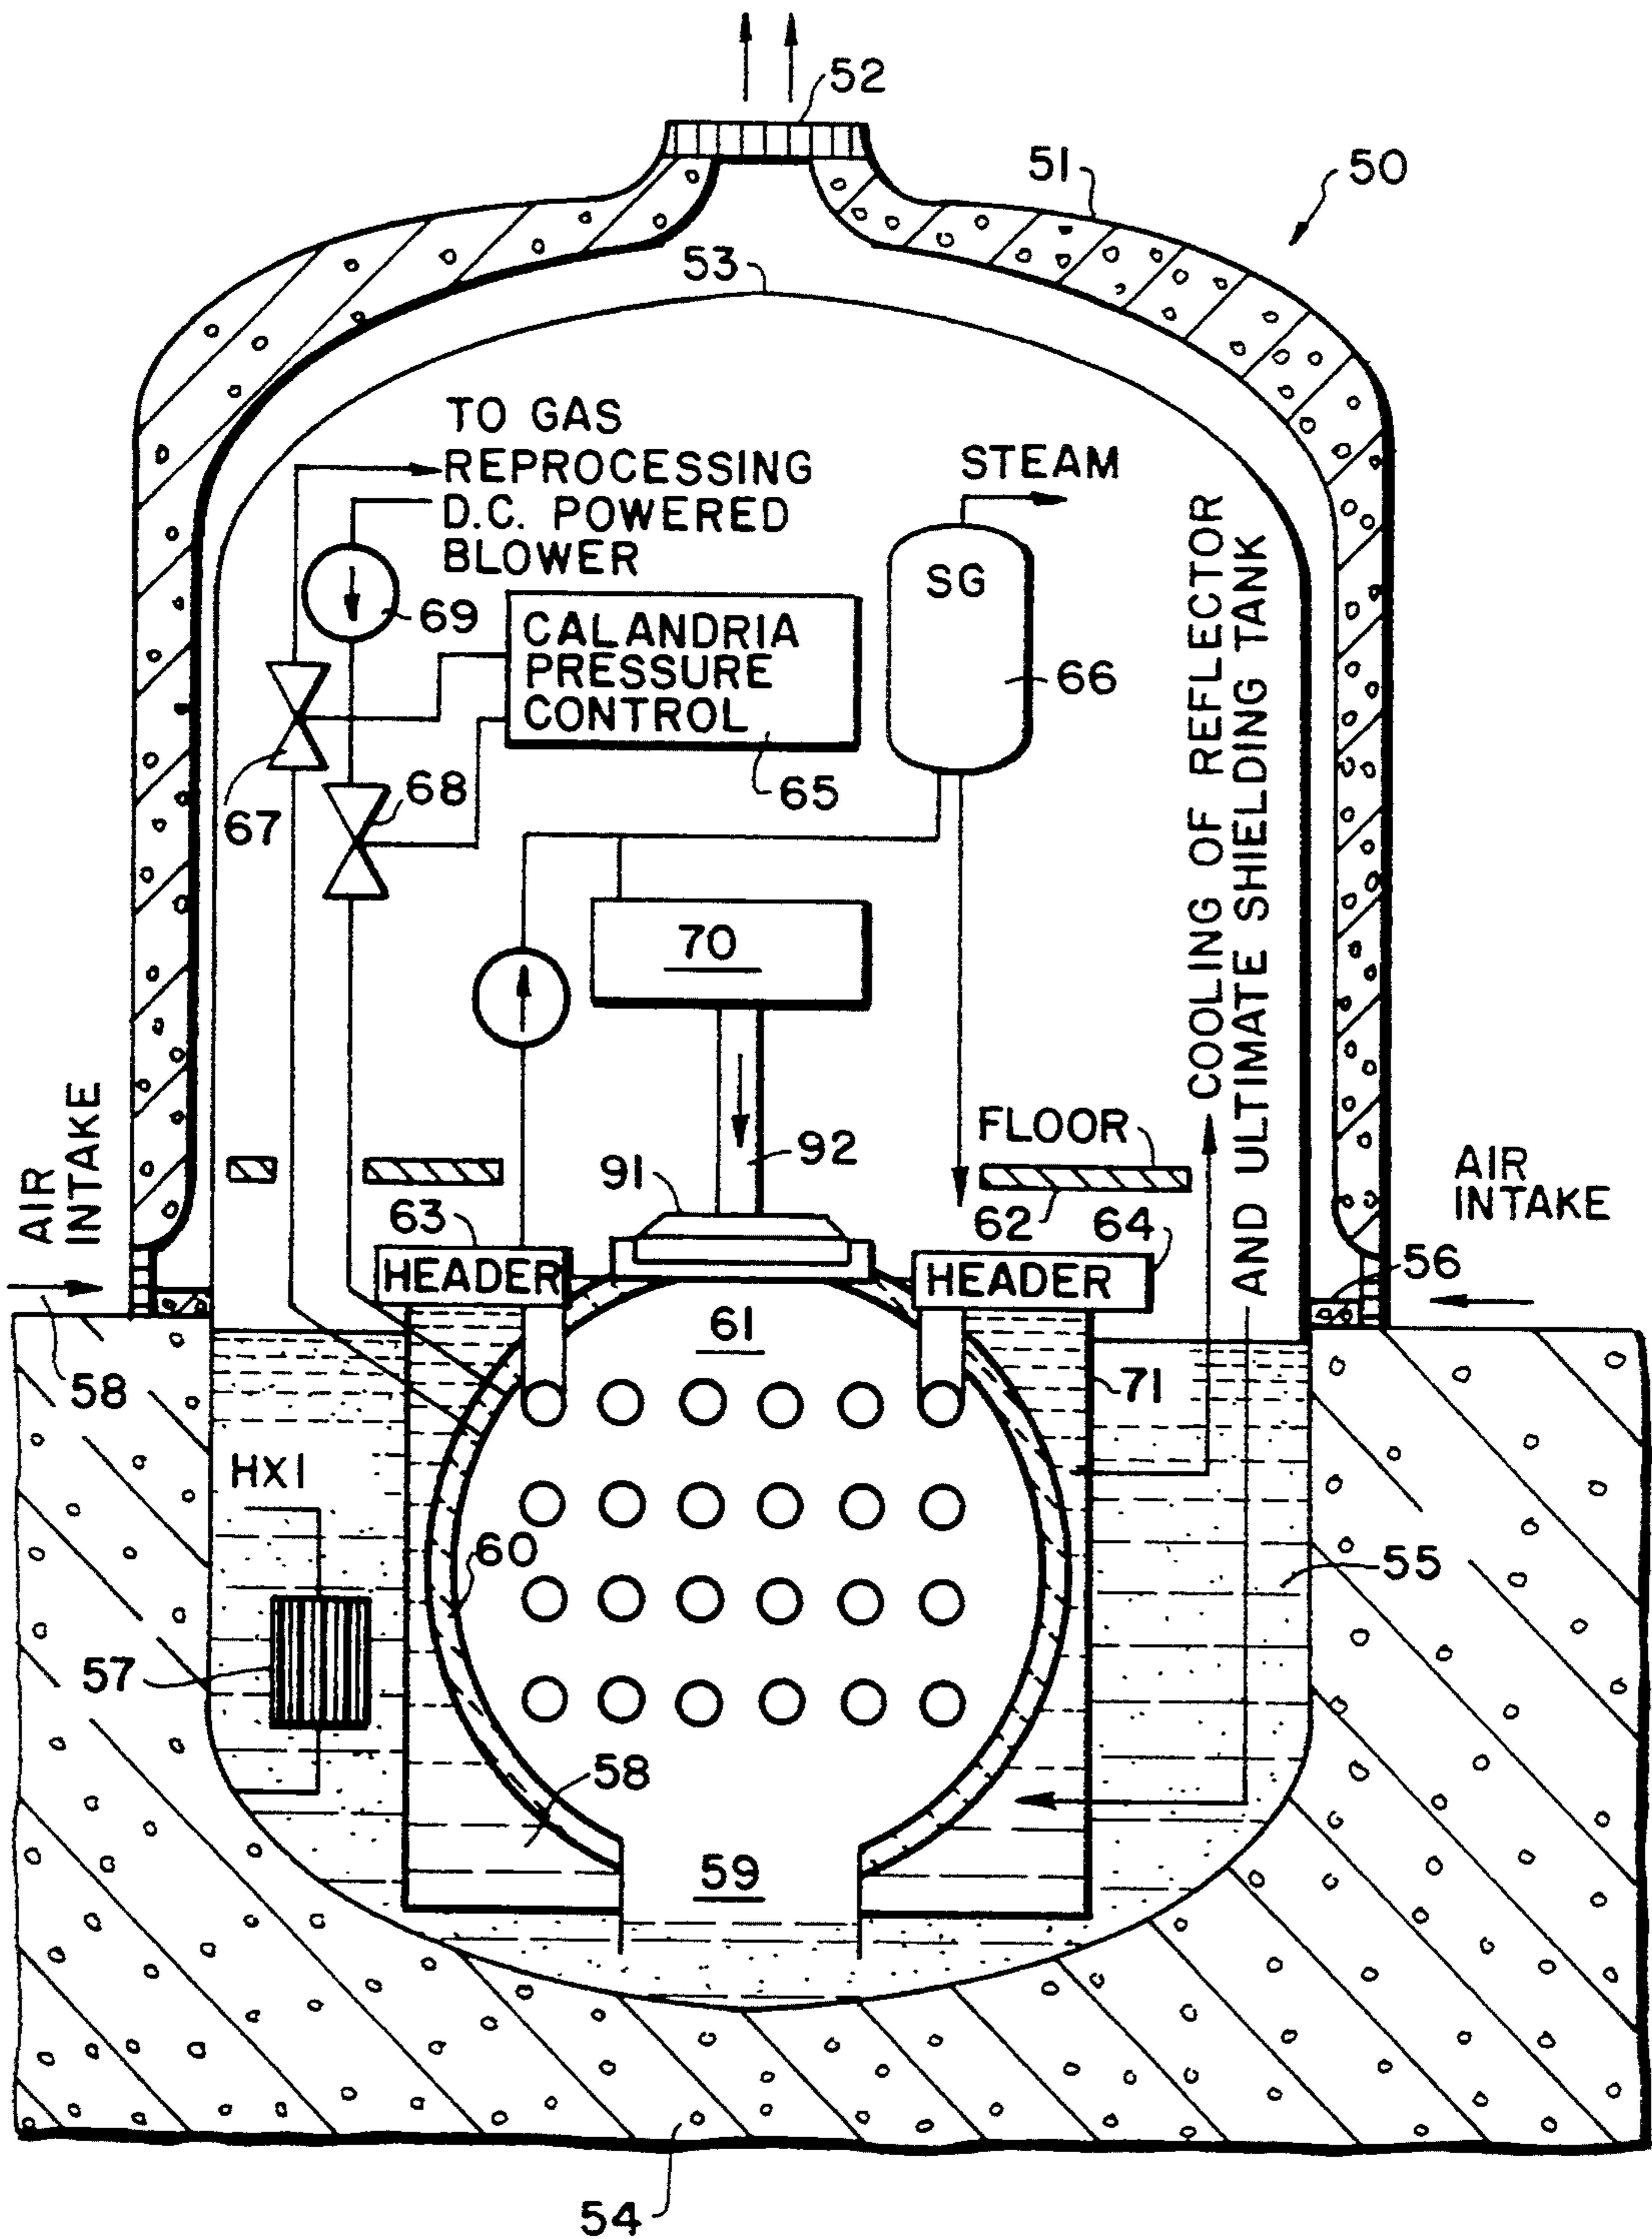 52
51
50
53
TO GAS
REPROCESSING
D.C. POWERED
BLOWER
STEAM
SG
69
CALANDRIA
PRESSURE
CONTROL
66
65
67
68
COOLING OF REFLECTOR
AND ULTIMATE SHIELDING TANK
70
AIR
INTAKE
FLOOR
92
91
AIR
INTAKE
63
62
64
HEADER
HEADER
56
58
61
71
HX1
60
55
57
58
59
54